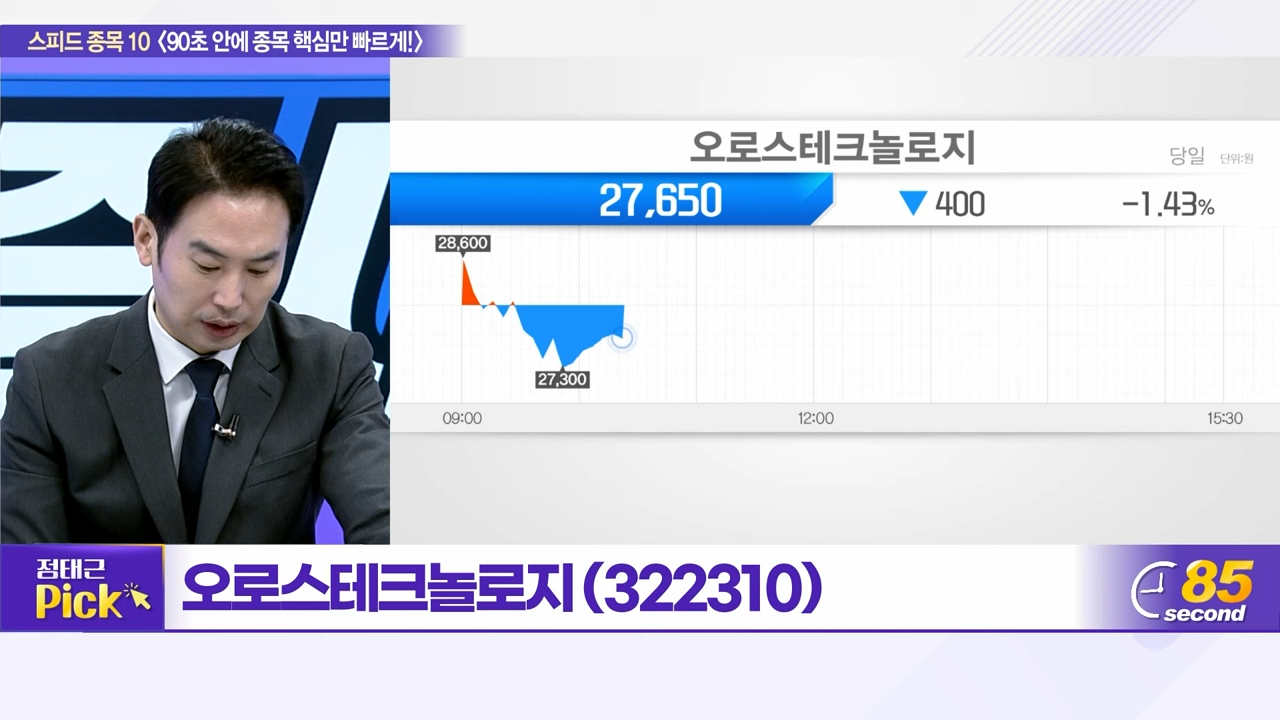 스피드 종목 10 〈90초 안에 종목 핵심만 빠르게!〉
오로스테크놀로지
당일 단위:원
27,650 ▼ 400 -1.43%
28,600
27,300
09:00 12:00 15:30
정태근
Pick
오로스테크놀로지 (322310)
85
second